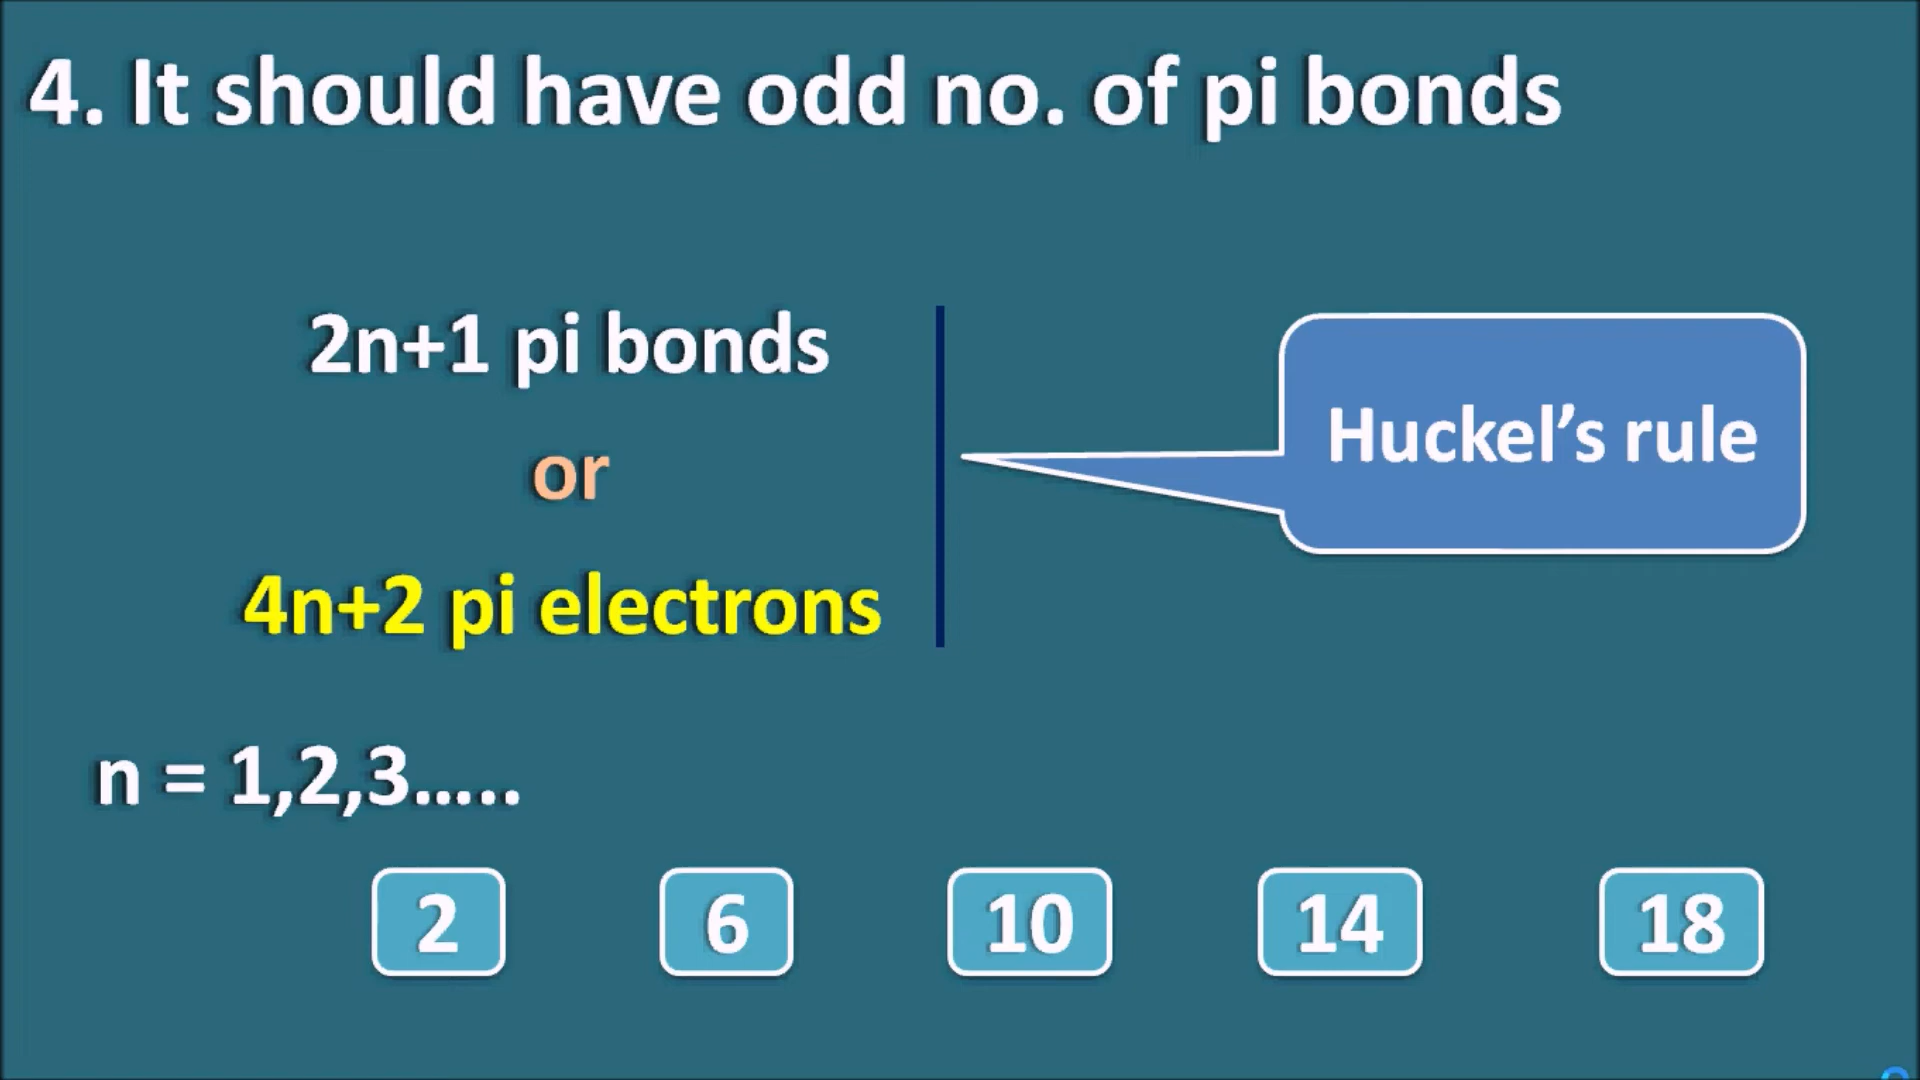 4. It should have odd no. of pi bonds
2n+1 pi bonds
or
Huckel’s rule
4n+2 pi electrons
n = 1,2,3.....
2 6 10 14 18